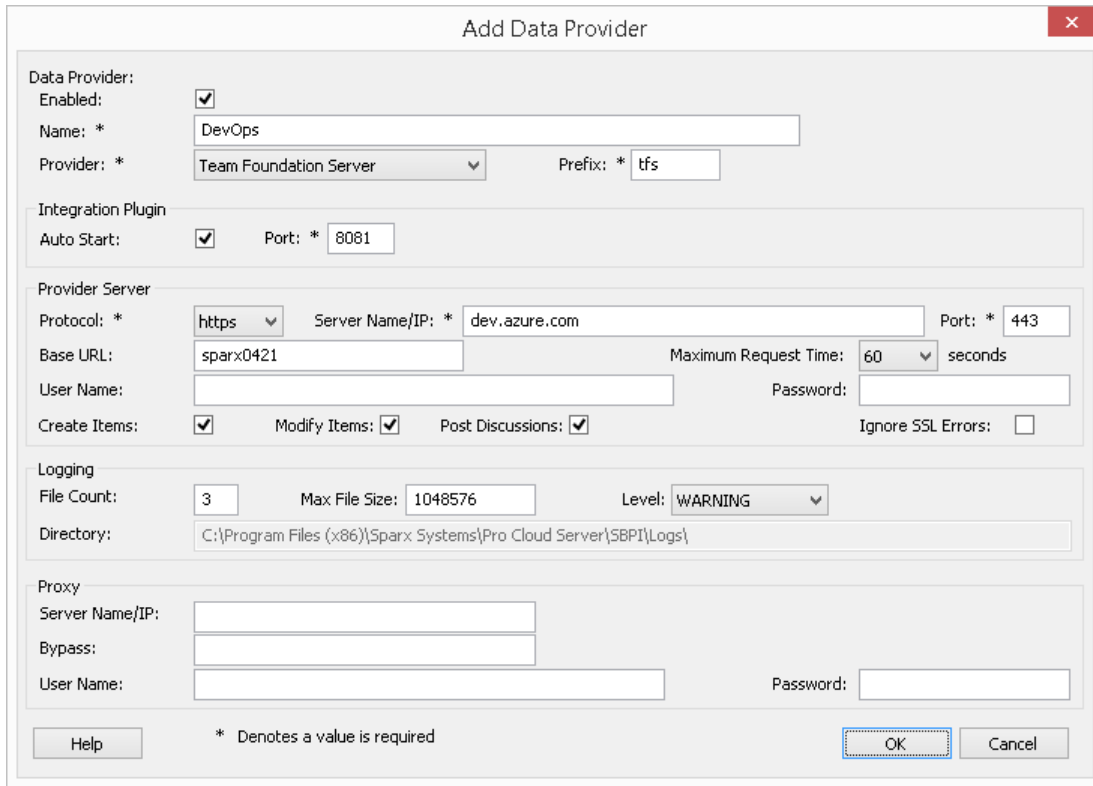 Add Data Provider
Data Provider:
Enabled:
Name: * DevOps
Provider: * Team Foundation Server Prefix: * tfs
Integration Plugin
Auto Start: Port: * 8081
Provider Server
Protocol: * https Server Name/IP: * dev.azure.com Port: * 443
Base URL: sparx0421 Maximum Request Time: 60 seconds
User Name: Password:
Create Items: Modify Items: Post Discussions: Ignore SSL Errors:
Logging
File Count: 3 Max File Size: 1048576 Level: WARNING
Directory: C:\Program Files (x86)\Sparx Systems\Pro Cloud Server\SBPI\Logs\
Proxy
Server Name/IP:
Bypass:
User Name: Password:
Help * Denotes a value is required OK Cancel